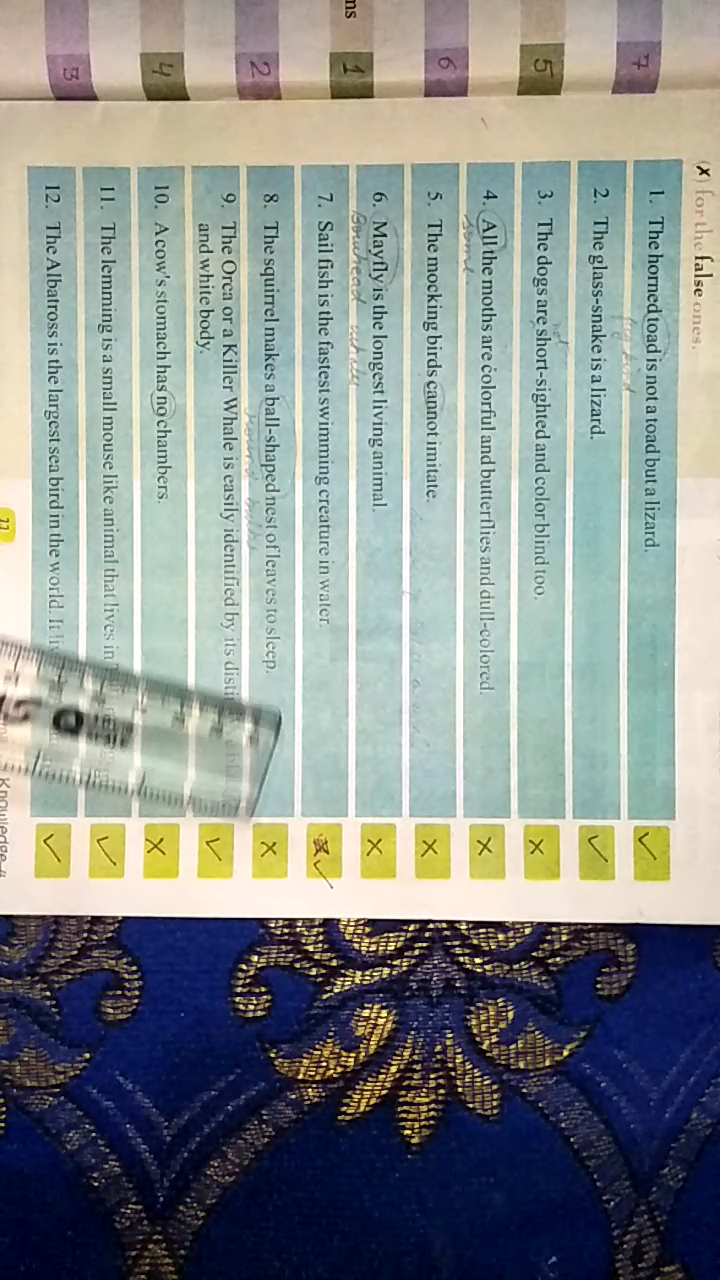 (✗) for the false ones.
1. The horned toad is not a toad but a lizard. ✓
2. The glass-snake is a lizard. ✓
not
3. The dogs are short-sighted and color blind too. ✗
4. All the moths are colorful and butterflies and dull-colored. ✗
some
5. The mocking birds cannot imitate. ✗
6. Mayfly is the longest living animal. ✗
Bowhead whale
7. Sail fish is the fastest swimming creature in water. ✓
8. The squirrel makes a ball-shaped nest of leaves to sleep. ✗
9. The Orca or a Killer Whale is easily identified by its
and white body. ✓
10. A cow's stomach has no chambers. ✗
11. The lemming is a small mouse like animal that lives in ✓
12. The Albatross is the largest sea bird in the world. It ✓
7
5
6
1
2
4
3
ms